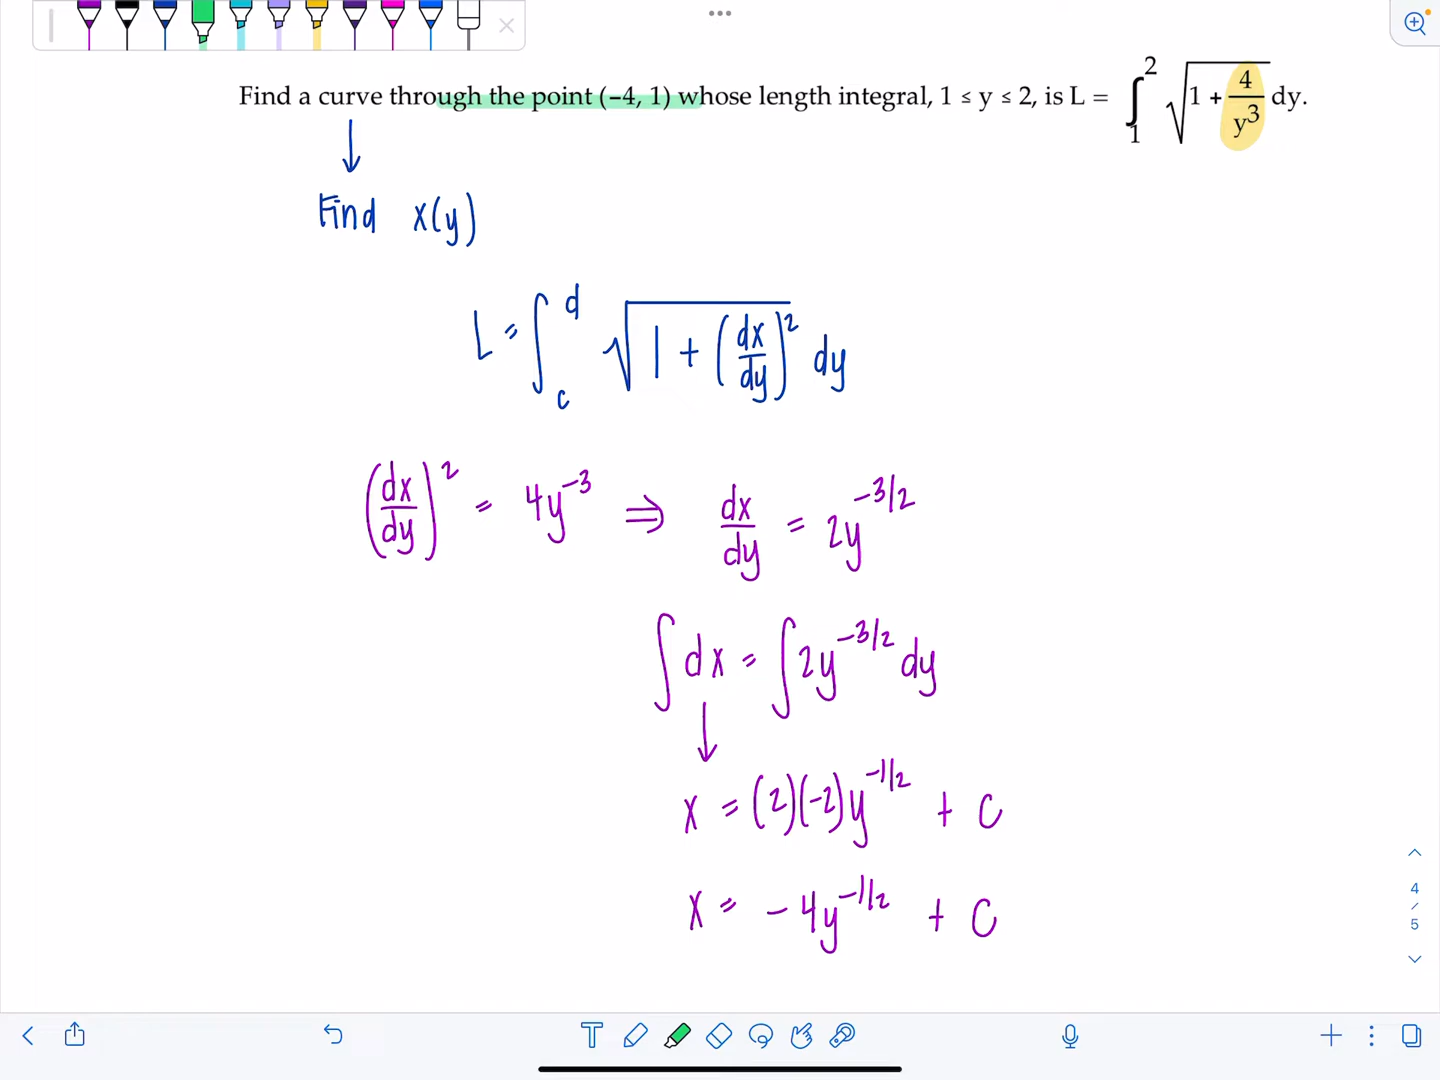 Find a curve through the point (−4, 1) whose length integral, 1 ≤ y ≤ 2, is L = ∫₁² √(1 + 4/y³) dy.
Find x(y)
L = ∫_c^d √(1 + (dx/dy)²) dy
(dx/dy)² = 4y^(-3) ⇒ dx/dy = 2y^(-3/2)
∫ dx = ∫ 2y^(-3/2) dy
x = (2)(-2)y^(-1/2) + C
x = -4y^(-1/2) + C
4
/
5